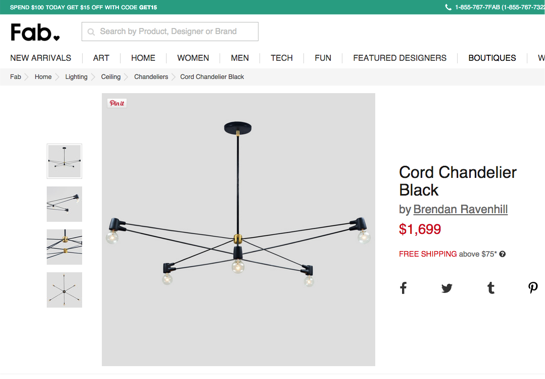 SPEND $100 TODAY GET $15 OFF WITH CODE GET15
1-855-767-7FAB (1-855-767-732
Fab.
Search by Product, Designer or Brand
NEW ARRIVALS ART HOME WOMEN MEN TECH FUN FEATURED DESIGNERS BOUTIQUES W
Fab Home Lighting Ceiling Chandeliers Cord Chandelier Black
Pin it
Cord Chandelier
Black
by Brendan Ravenhill
$1,699
FREE SHIPPING above $75* ?